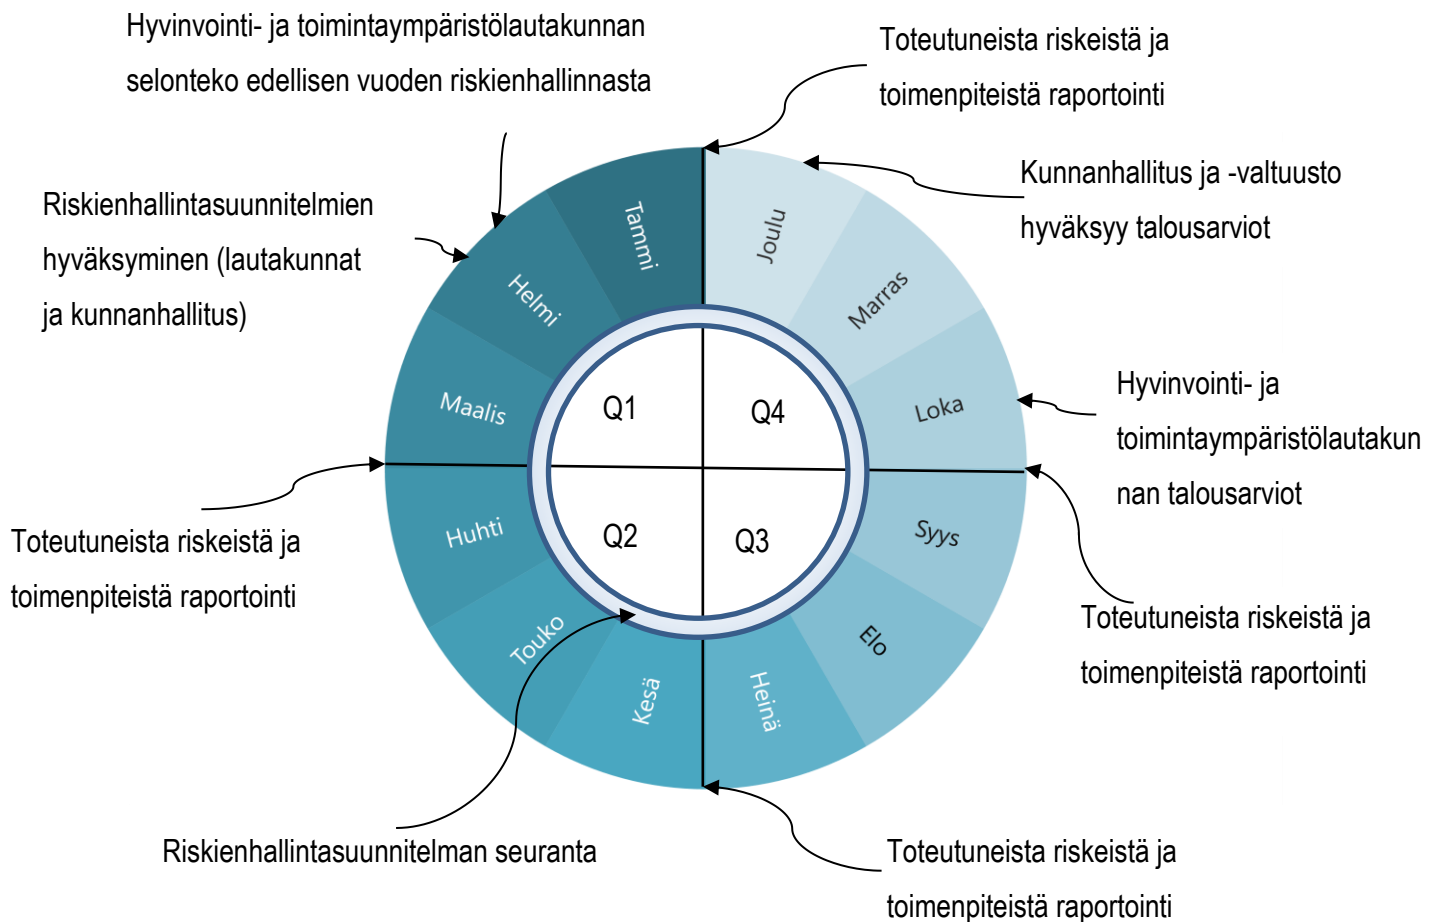 Hyvinvointi- ja toimintaympäristölautakunnan
selonteko edellisen vuoden riskienhallinnasta
Toteutuneista riskeistä ja
toimenpiteistä raportointi
Kunnanhallitus ja -valtuusto
hyväksyy talousarviot
Riskienhallintasuunnitelmien
hyväksyminen (lautakunnat
ja kunnanhallitus)
Tammi
Helmi
Maalis
Huhti
Touko
Kesä
Heinä
Elo
Syys
Loka
Marras
Joulu
Q1
Q4
Q2
Q3
Hyvinvointi- ja
toimintaympäristölautakun
nan talousarviot
Toteutuneista riskeistä ja
toimenpiteistä raportointi
Toteutuneista riskeistä ja
toimenpiteistä raportointi
Riskienhallintasuunnitelman seuranta
Toteutuneista riskeistä ja
toimenpiteistä raportointi